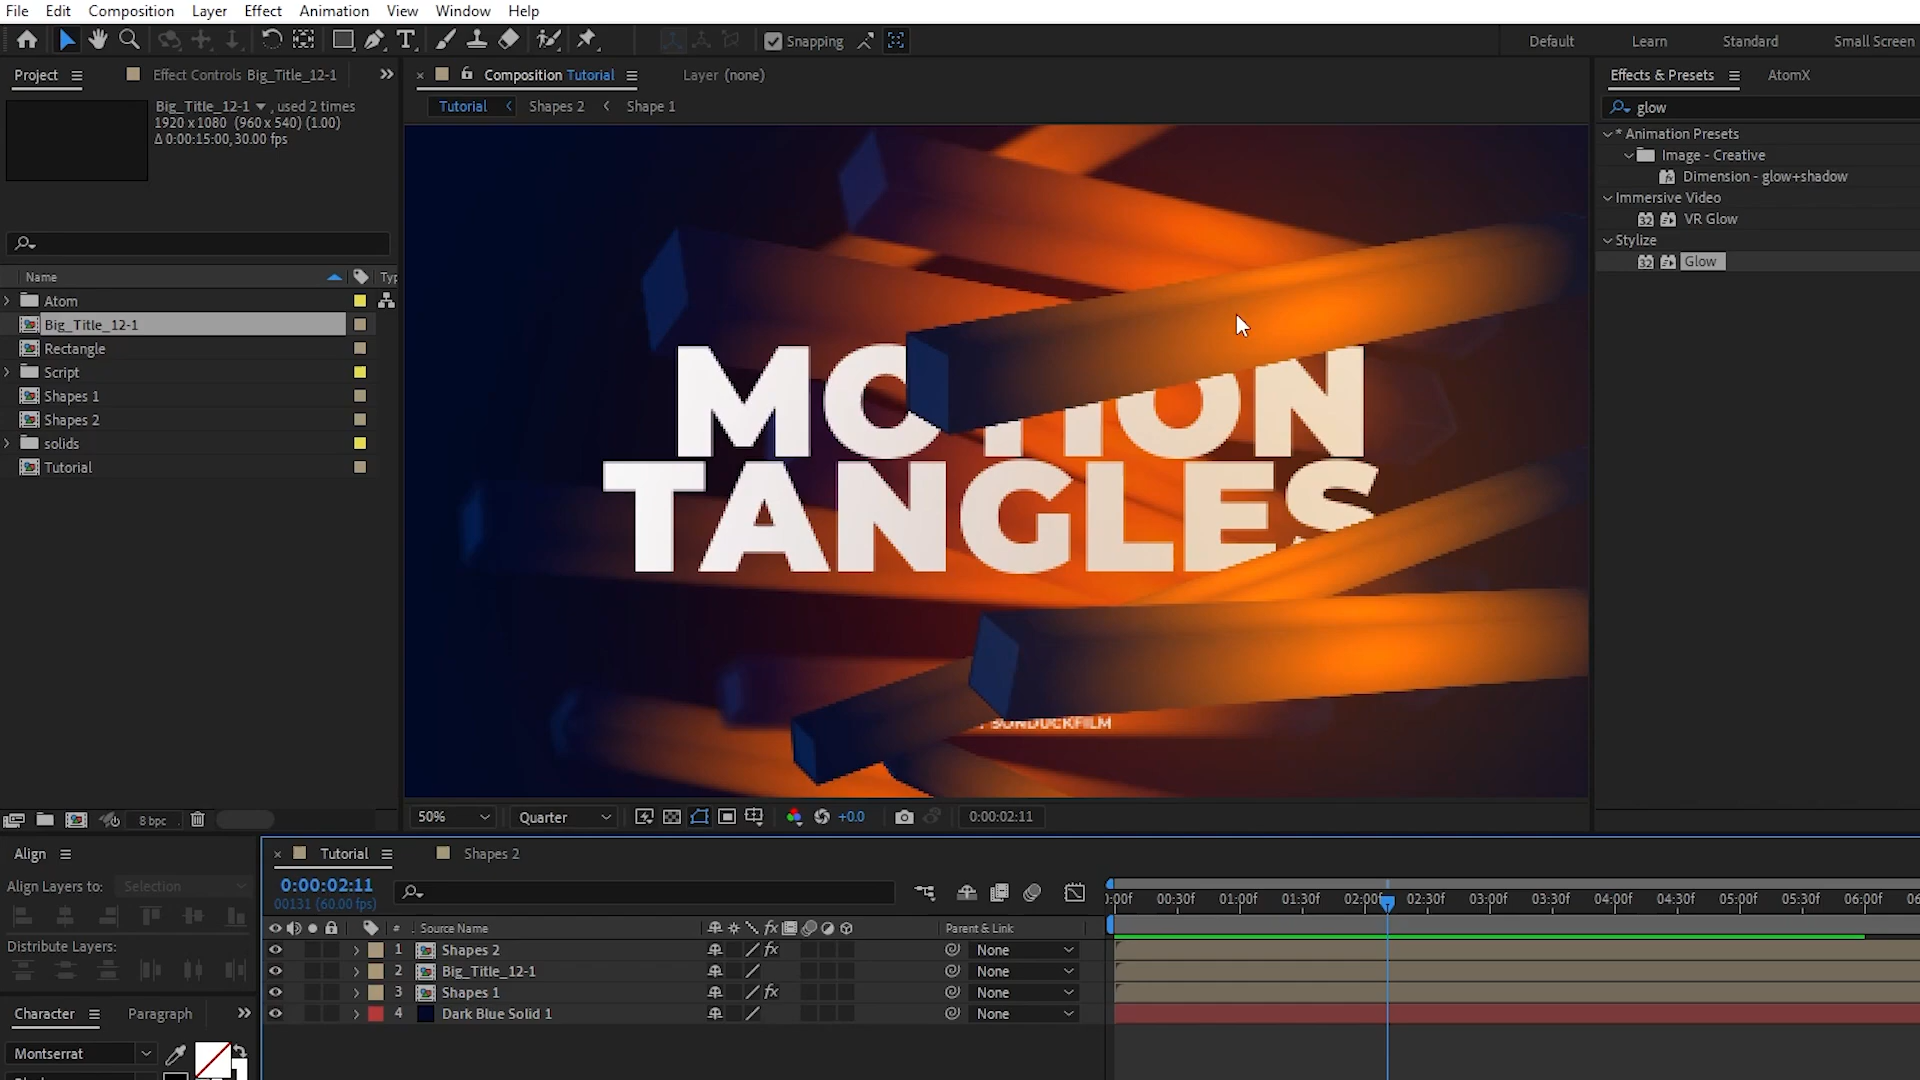 File Edit Composition Layer Effect Animation View Window Help
Snapping
Default Learn Standard Small Screen
Project Effect Controls Big_Title_12-1
Composition Tutorial Layer (none)
Effects & Presets AtomX
Big_Title_12-1 , used 2 times
1920 x 1080 (960 x 540) (1.00)
Δ 0:00:15:00, 30.00 fps
Tutorial Shapes 2 Shape 1
glow
* Animation Presets
Image - Creative
Dimension - glow+shadow
Immersive Video
32 VR Glow
Stylize
32 Glow
Name Typ
Atom
Big_Title_12-1
Rectangle
Script
Shapes 1
Shapes 2
solids
Tutorial
MOTION
TANGLES
BONDUCKFILM
8 bpc
50% Quarter +0.0 0:00:02:11
Align
Align Layers to: Selection
Distribute Layers:
Character Paragraph
Montserrat
Tutorial Shapes 2
0:00:02:11
00131 (60.00 fps)
:00f 00:30f 01:00f 01:30f 02:00f 02:30f 03:00f 03:30f 04:00f 04:30f 05:00f 05:30f 06:00f 06
# Source Name fx Parent & Link
1 Shapes 2 fx None
2 Big_Title_12-1 None
3 Shapes 1 fx None
4 Dark Blue Solid 1 None